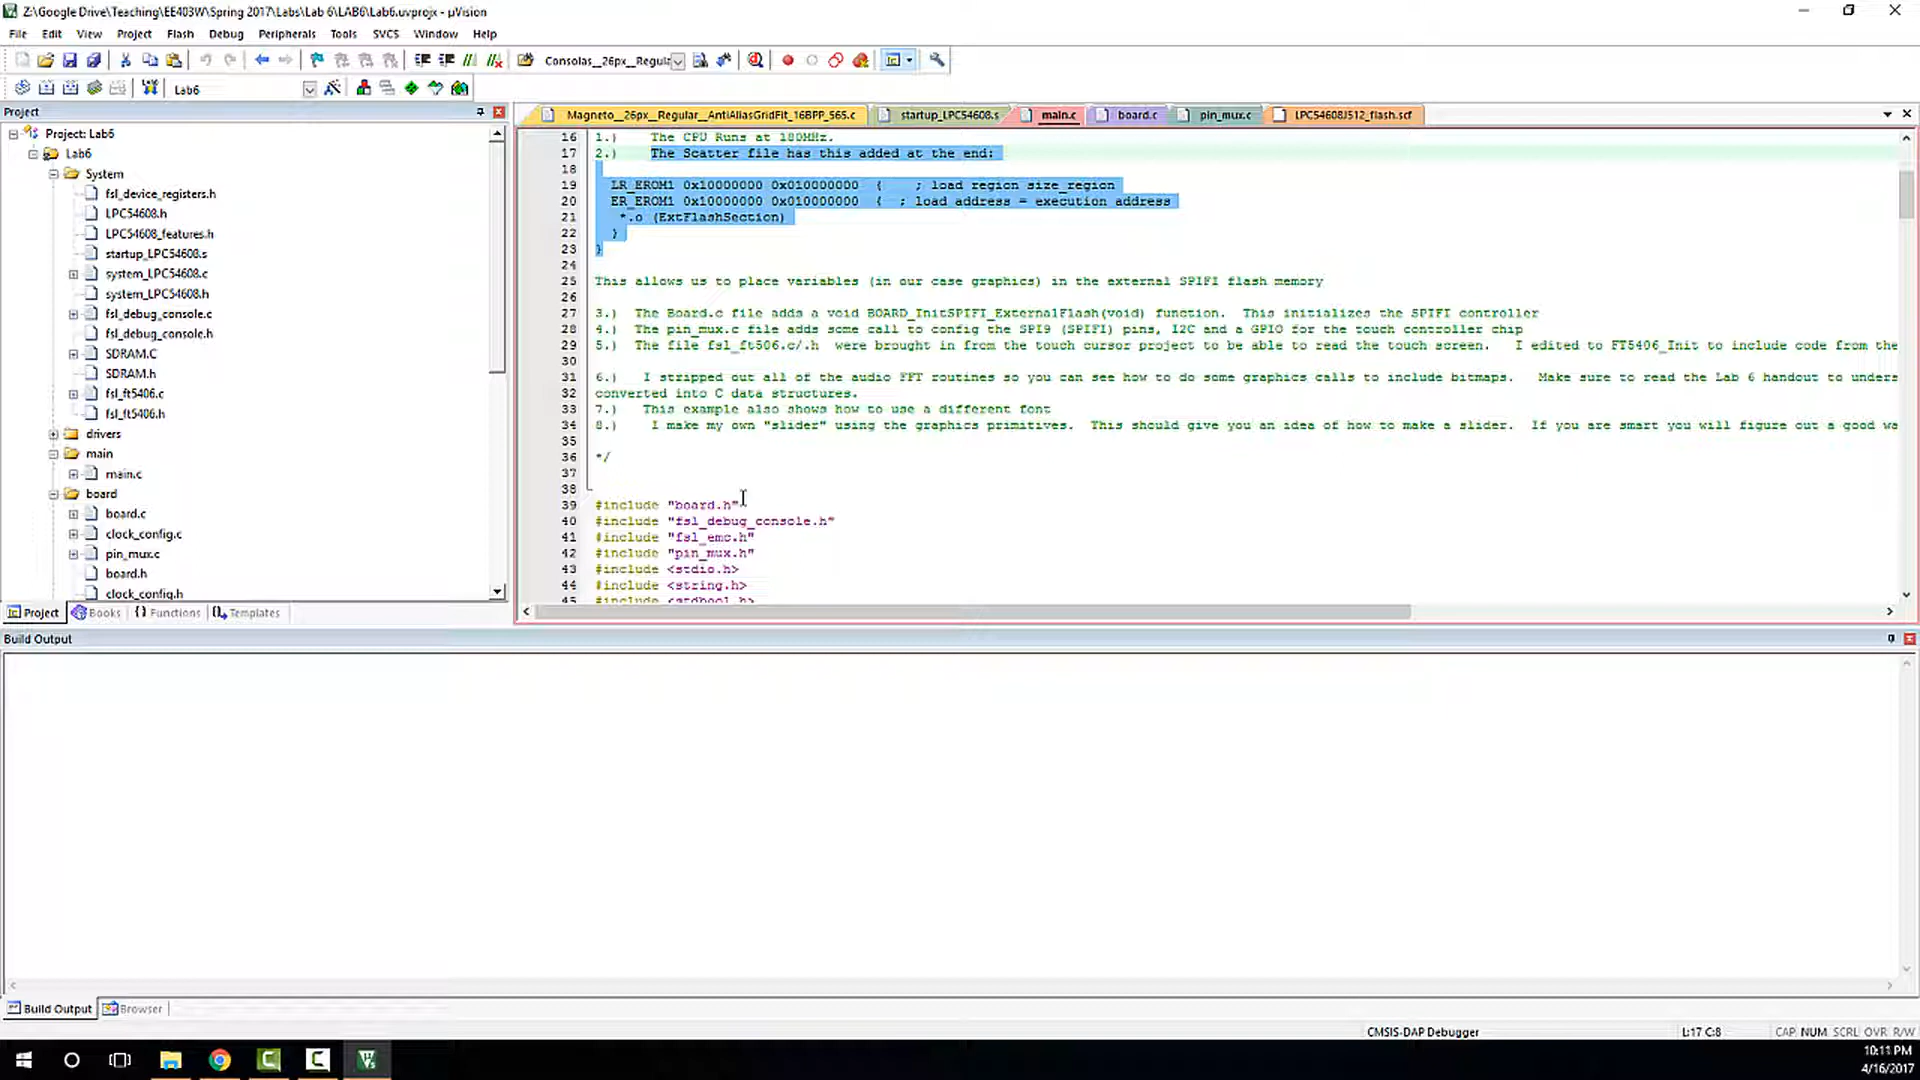 Z:\Google Drive\Teaching\EE403W\Spring 2017\Labs\Lab 6\LAB6\Lab6.uvprojx - µVision
File Edit View Project Flash Debug Peripherals Tools SVCS Window Help
Consolas__26px__Regula
Lab6
Project
Project: Lab6
Lab6
System
fsl_device_registers.h
LPC54608.h
LPC54608_features.h
startup_LPC54608.s
system_LPC54608.c
system_LPC54608.h
fsl_debug_console.c
fsl_debug_console.h
SDRAM.C
SDRAM.h
fsl_ft5406.c
fsl_ft5406.h
drivers
main
main.c
board
board.c
clock_config.c
pin_mux.c
board.h
clock_config.h
Project Books {} Functions Templates
Magneto__26px__Regular__AntiAliasGridFit_16BPP_565.c startup_LPC54608.s main.c board.c pin_mux.c LPC54608J512_flash.scf
16 1.) The CPU Runs at 180MHz.
17 2.) The Scatter file has this added at the end:
18
19 LR_EROM1 0x10000000 0x010000000 { ; load region size_region
20 ER_EROM1 0x10000000 0x010000000 { ; load address = execution address
21 *.o (ExtFlashSection)
22 }
23 }
24
25 This allows us to place variables (in our case graphics) in the external SPIFI flash memory
26
27 3.) The Board.c file adds a void BOARD_InitSPIFI_ExternalFlash(void) function. This initializes the SPIFI controller
28 4.) The pin_mux.c file adds some call to config the SPI9 (SPIFI) pins, I2C and a GPIO for the touch controller chip
29 5.) The file fsl_ft506.c/.h were brought in from the touch cursor project to be able to read the touch screen. I edited to FT5406_Init to include code from the
30
31 6.) I stripped out all of the audio FFT routines so you can see how to do some graphics calls to include bitmaps. Make sure to read the Lab 6 handout to unders
32 converted into C data structures.
33 7.) This example also shows how to use a different font
34 8.) I make my own "slider" using the graphics primitives. This should give you an idea of how to make a slider. If you are smart you will figure out a good wa
35
36 */
37
38
39 #include "board.h"
40 #include "fsl_debug_console.h"
41 #include "fsl_emc.h"
42 #include "pin_mux.h"
43 #include <stdio.h>
44 #include <string.h>
45 #include <stdbool.h>
Build Output
Build Output Browser
CMSIS-DAP Debugger L:17 C:8 CAP NUM SCRL OVR R/W
10:11 PM
4/16/2017